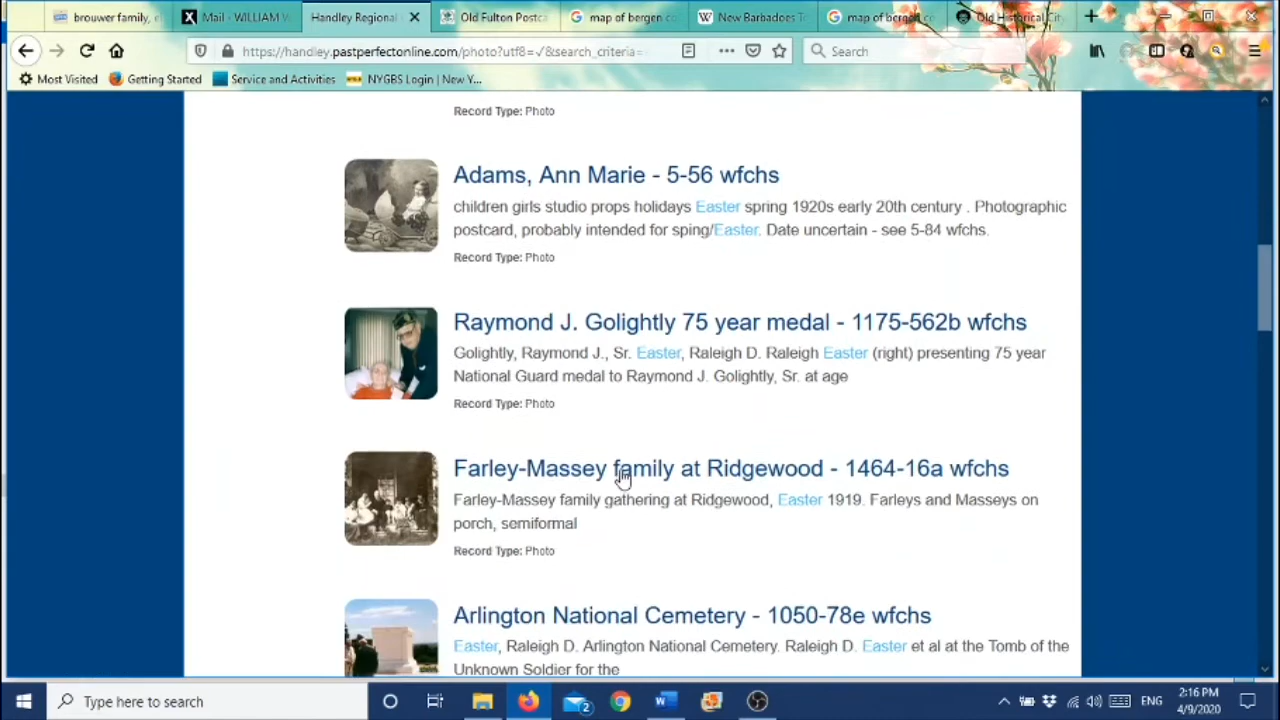 brouwer family, e
X Mail - WILLIAM W
Handley Regional
Old Fulton Postca
map of bergen co
W New Barbadoes T
map of bergen co
Old Historical Cit
https://handley.pastperfectonline.com/photo?utf8=√&search_criteria=
Search
Most Visited
Getting Started
Service and Activities
NYGBS Login | New Y...
Record Type: Photo
Adams, Ann Marie - 5-56 wfchs
children girls studio props holidays Easter spring 1920s early 20th century . Photographic
postcard, probably intended for sping/Easter. Date uncertain - see 5-84 wfchs.
Record Type: Photo
Raymond J. Golightly 75 year medal - 1175-562b wfchs
Golightly, Raymond J., Sr. Easter, Raleigh D. Raleigh Easter (right) presenting 75 year
National Guard medal to Raymond J. Golightly, Sr. at age
Record Type: Photo
Farley-Massey family at Ridgewood - 1464-16a wfchs
Farley-Massey family gathering at Ridgewood, Easter 1919. Farleys and Masseys on
porch, semiformal
Record Type: Photo
Arlington National Cemetery - 1050-78e wfchs
Easter, Raleigh D. Arlington National Cemetery. Raleigh D. Easter et al at the Tomb of the
Unknown Soldier for the
Type here to search
2
ENG
2:16 PM
4/9/2020